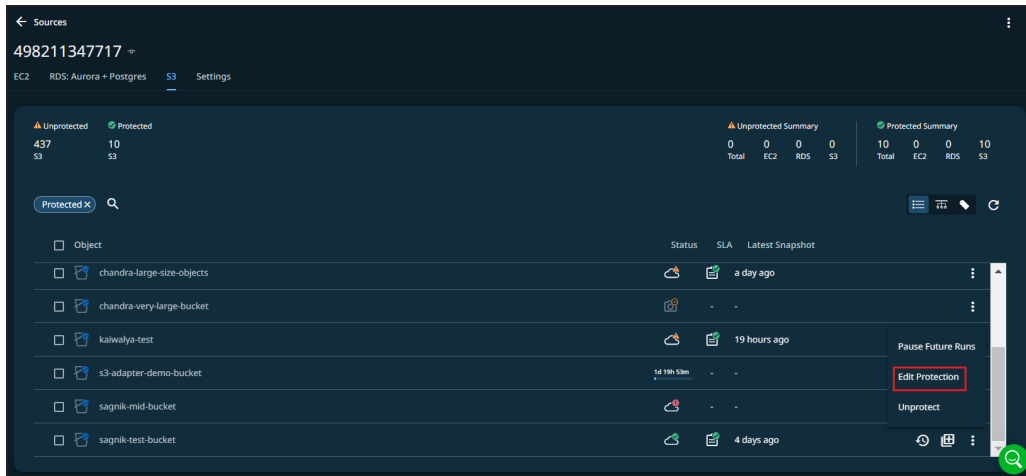 Sources
498211347717
EC2 RDS: Aurora + Postgres S3 Settings
Unprotected Protected
437 10
S3 S3
Unprotected Summary Protected Summary
0 0 0 0 10 0 0 10
Total EC2 RDS S3 Total EC2 RDS S3
Protected
Object Status SLA Latest Snapshot
chandra-large-size-objects a day ago
chandra-very-large-bucket - -
kaiwalya-test 19 hours ago
Pause Future Runs
s3-adapter-demo-bucket 1d 19h 53m - -
Edit Protection
sagnik-mid-bucket - -
Unprotect
sagnik-test-bucket 4 days ago